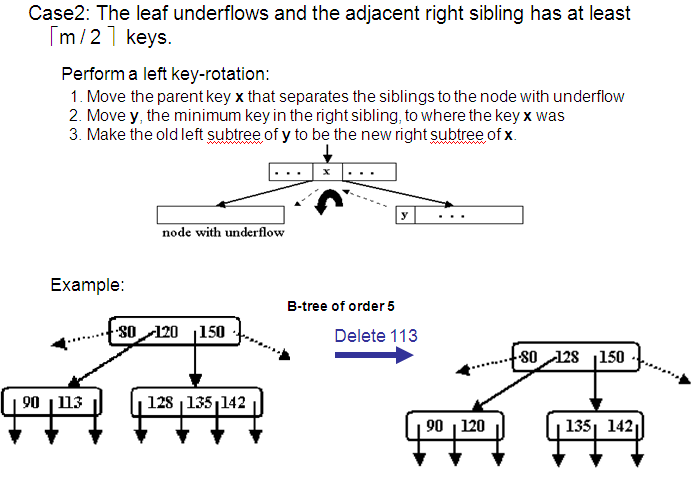 Case2: The leaf underflows and the adjacent right sibling has at least
⌈m / 2⌉ keys.
Perform a left key-rotation:
1. Move the parent key x that separates the siblings to the node with underflow
2. Move y, the minimum key in the right sibling, to where the key x was
3. Make the old left subtree of y to be the new right subtree of x.
. . . x . . .
y . . .
node with underflow
Example:
B-tree of order 5
Delete 113
80 120 150
90 113 128 135 142
80 128 150
90 120 135 142